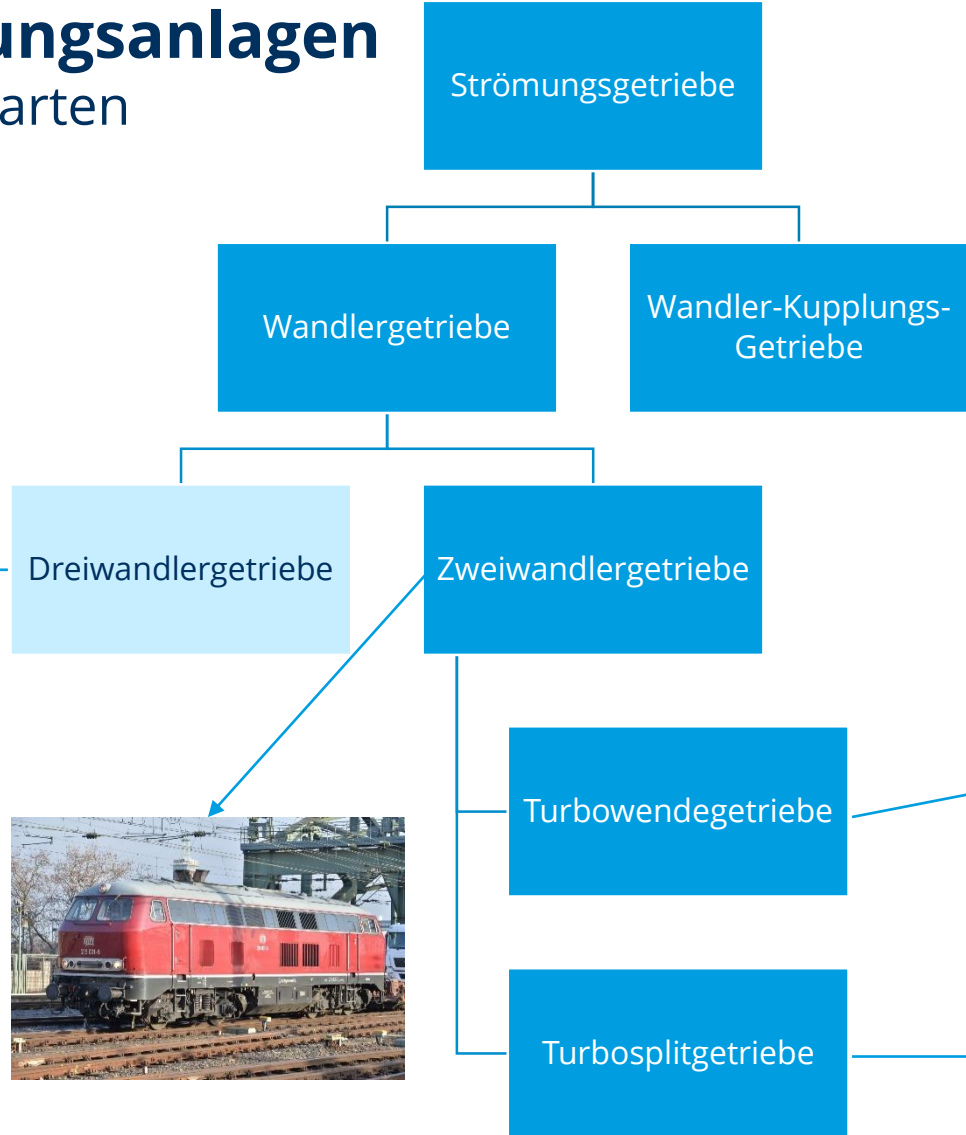 ungsanlagen
arten
Strömungsgetriebe
Wandlergetriebe
Wandler-Kupplungs-
Getriebe
Dreiwandlergetriebe
Zweiwandlergetriebe
Turbowendegetriebe
Turbosplitgetriebe